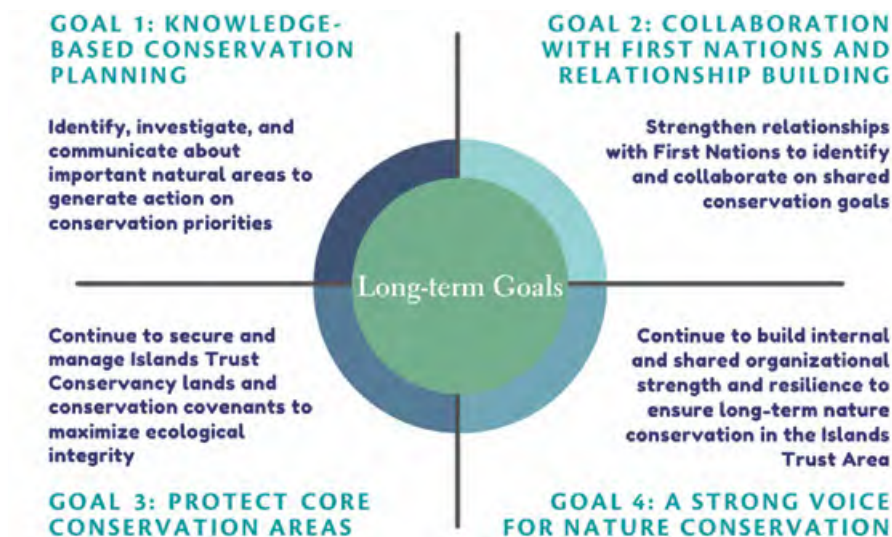 GOAL 1: KNOWLEDGE-
BASED CONSERVATION
PLANNING
Identify, investigate, and
communicate about
important natural areas to
generate action on
conservation priorities
GOAL 2: COLLABORATION
WITH FIRST NATIONS AND
RELATIONSHIP BUILDING
Strengthen relationships
with First Nations to identify
and collaborate on shared
conservation goals
Long-term Goals
Continue to secure and
manage Islands Trust
Conservancy lands and
conservation covenants to
maximize ecological
integrity
GOAL 3: PROTECT CORE
CONSERVATION AREAS
Continue to build internal
and shared organizational
strength and resilience to
ensure long-term nature
conservation in the Islands
Trust Area
GOAL 4: A STRONG VOICE
FOR NATURE CONSERVATION